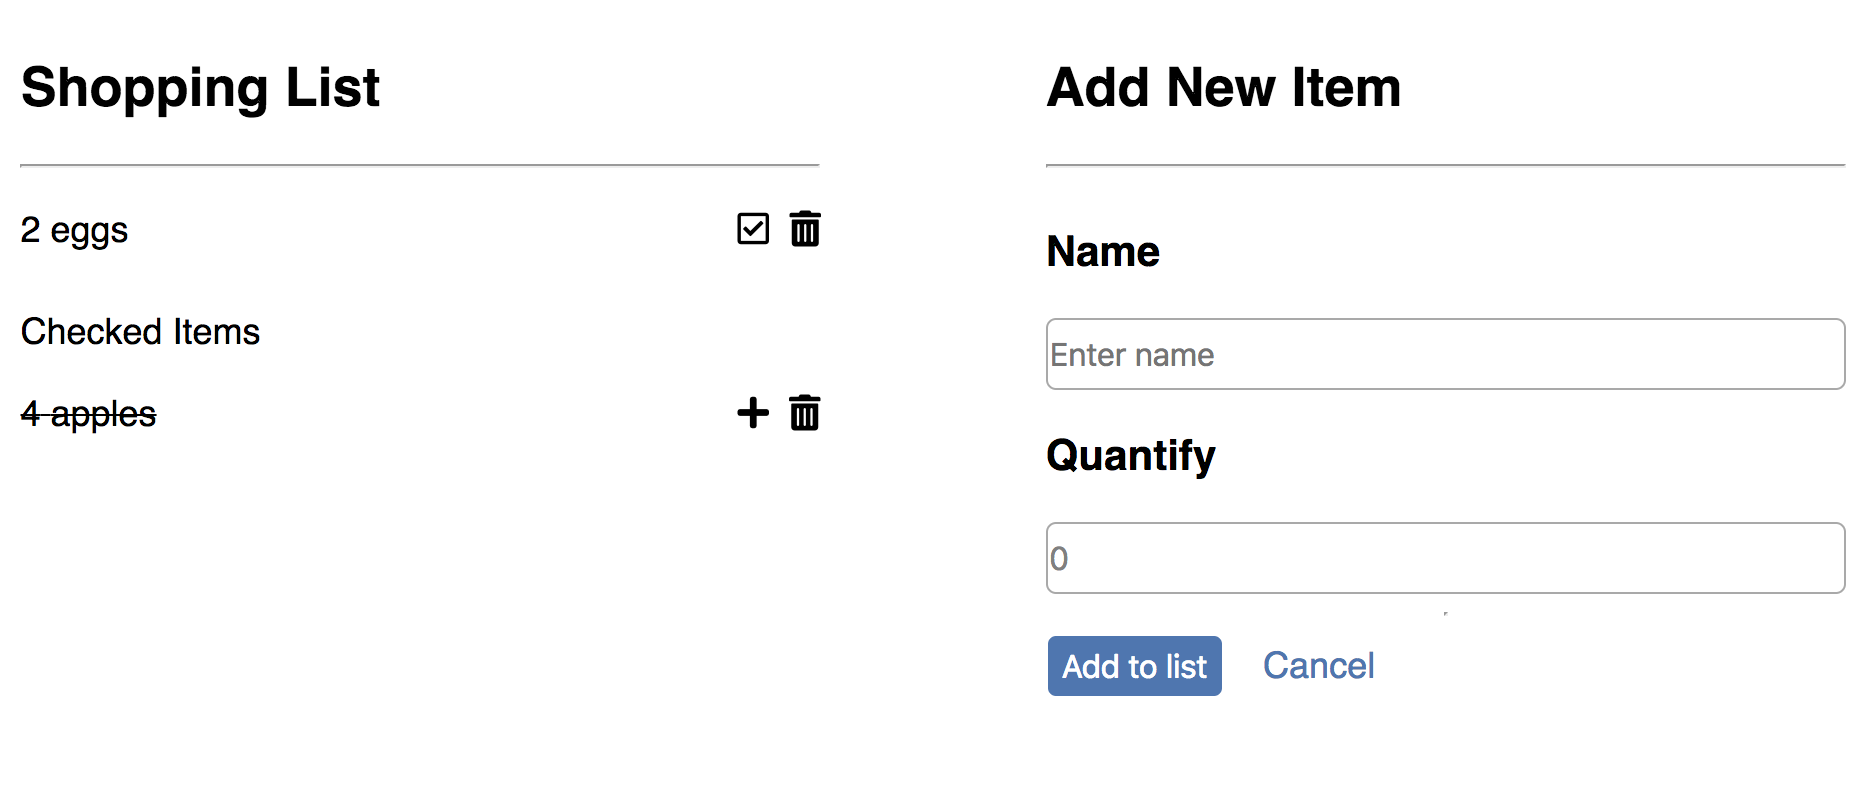 Shopping List
2 eggs
Checked Items
4 apples
Add New Item
Name
Enter name
Quantify
0
Add to list
Cancel